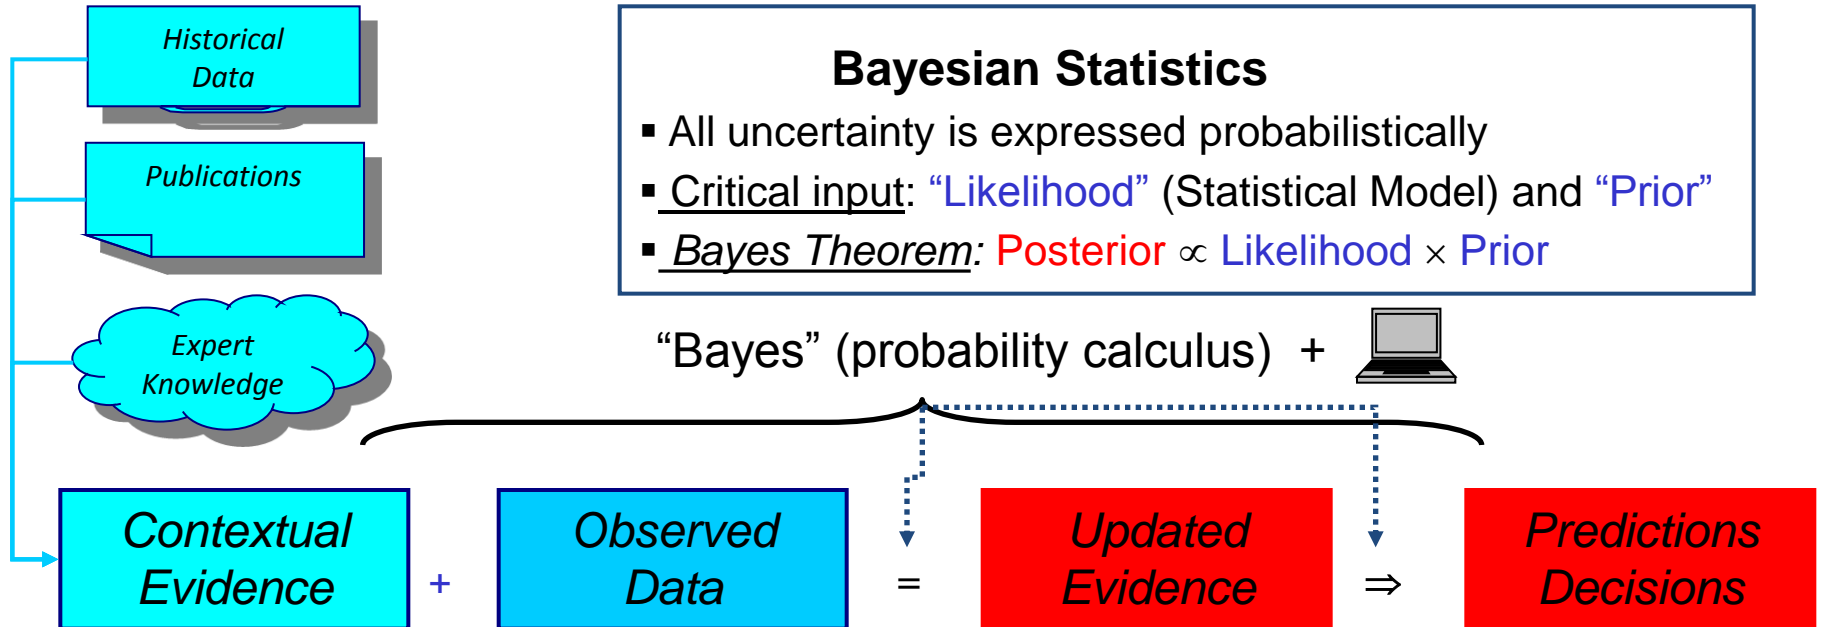 Historical
Data
Publications
Expert
Knowledge
Bayesian Statistics
▪ All uncertainty is expressed probabilistically
▪ Critical input: “Likelihood” (Statistical Model) and “Prior”
▪ Bayes Theorem: Posterior ∝ Likelihood × Prior
“Bayes” (probability calculus) +
Contextual
Evidence
+
Observed
Data
=
Updated
Evidence
⇒
Predictions
Decisions